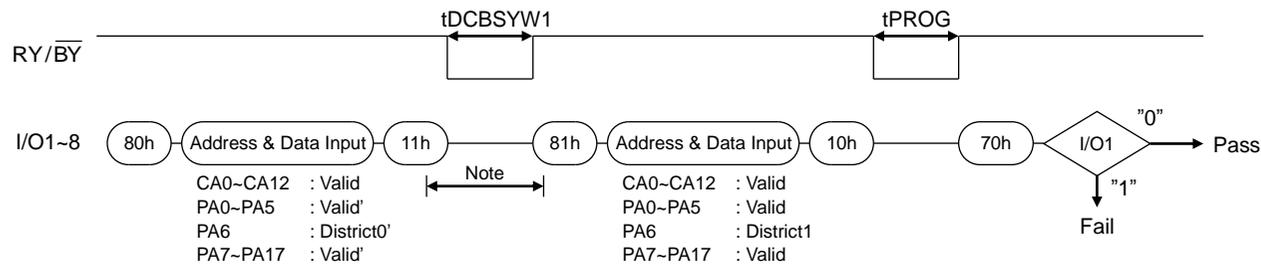 tDCBSYW1
tPROG
RY/BY
I/O1~8
80h
Address & Data Input
11h
81h
Address & Data Input
10h
70h
I/O1
”0”
Pass
”1”
Fail
Note
CA0~CA12 : Valid
PA0~PA5 : Valid’
PA6 : District0’
PA7~PA17 : Valid’
CA0~CA12 : Valid
PA0~PA5 : Valid
PA6 : District1
PA7~PA17 : Valid